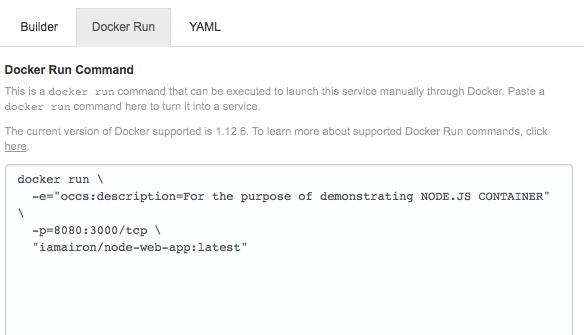 Builder Docker Run YAML
Docker Run Command
This is a docker run command that can be executed to launch this service manually through Docker. Paste a
docker run command here to turn it into a service.
The current version of Docker supported is 1.12.6. To learn more about supported Docker Run commands, click
here.
docker run \
-e="occs:description=For the purpose of demonstrating NODE.JS CONTAINER"
\
-p=8080:3000/tcp \
"iamairon/node-web-app:latest"